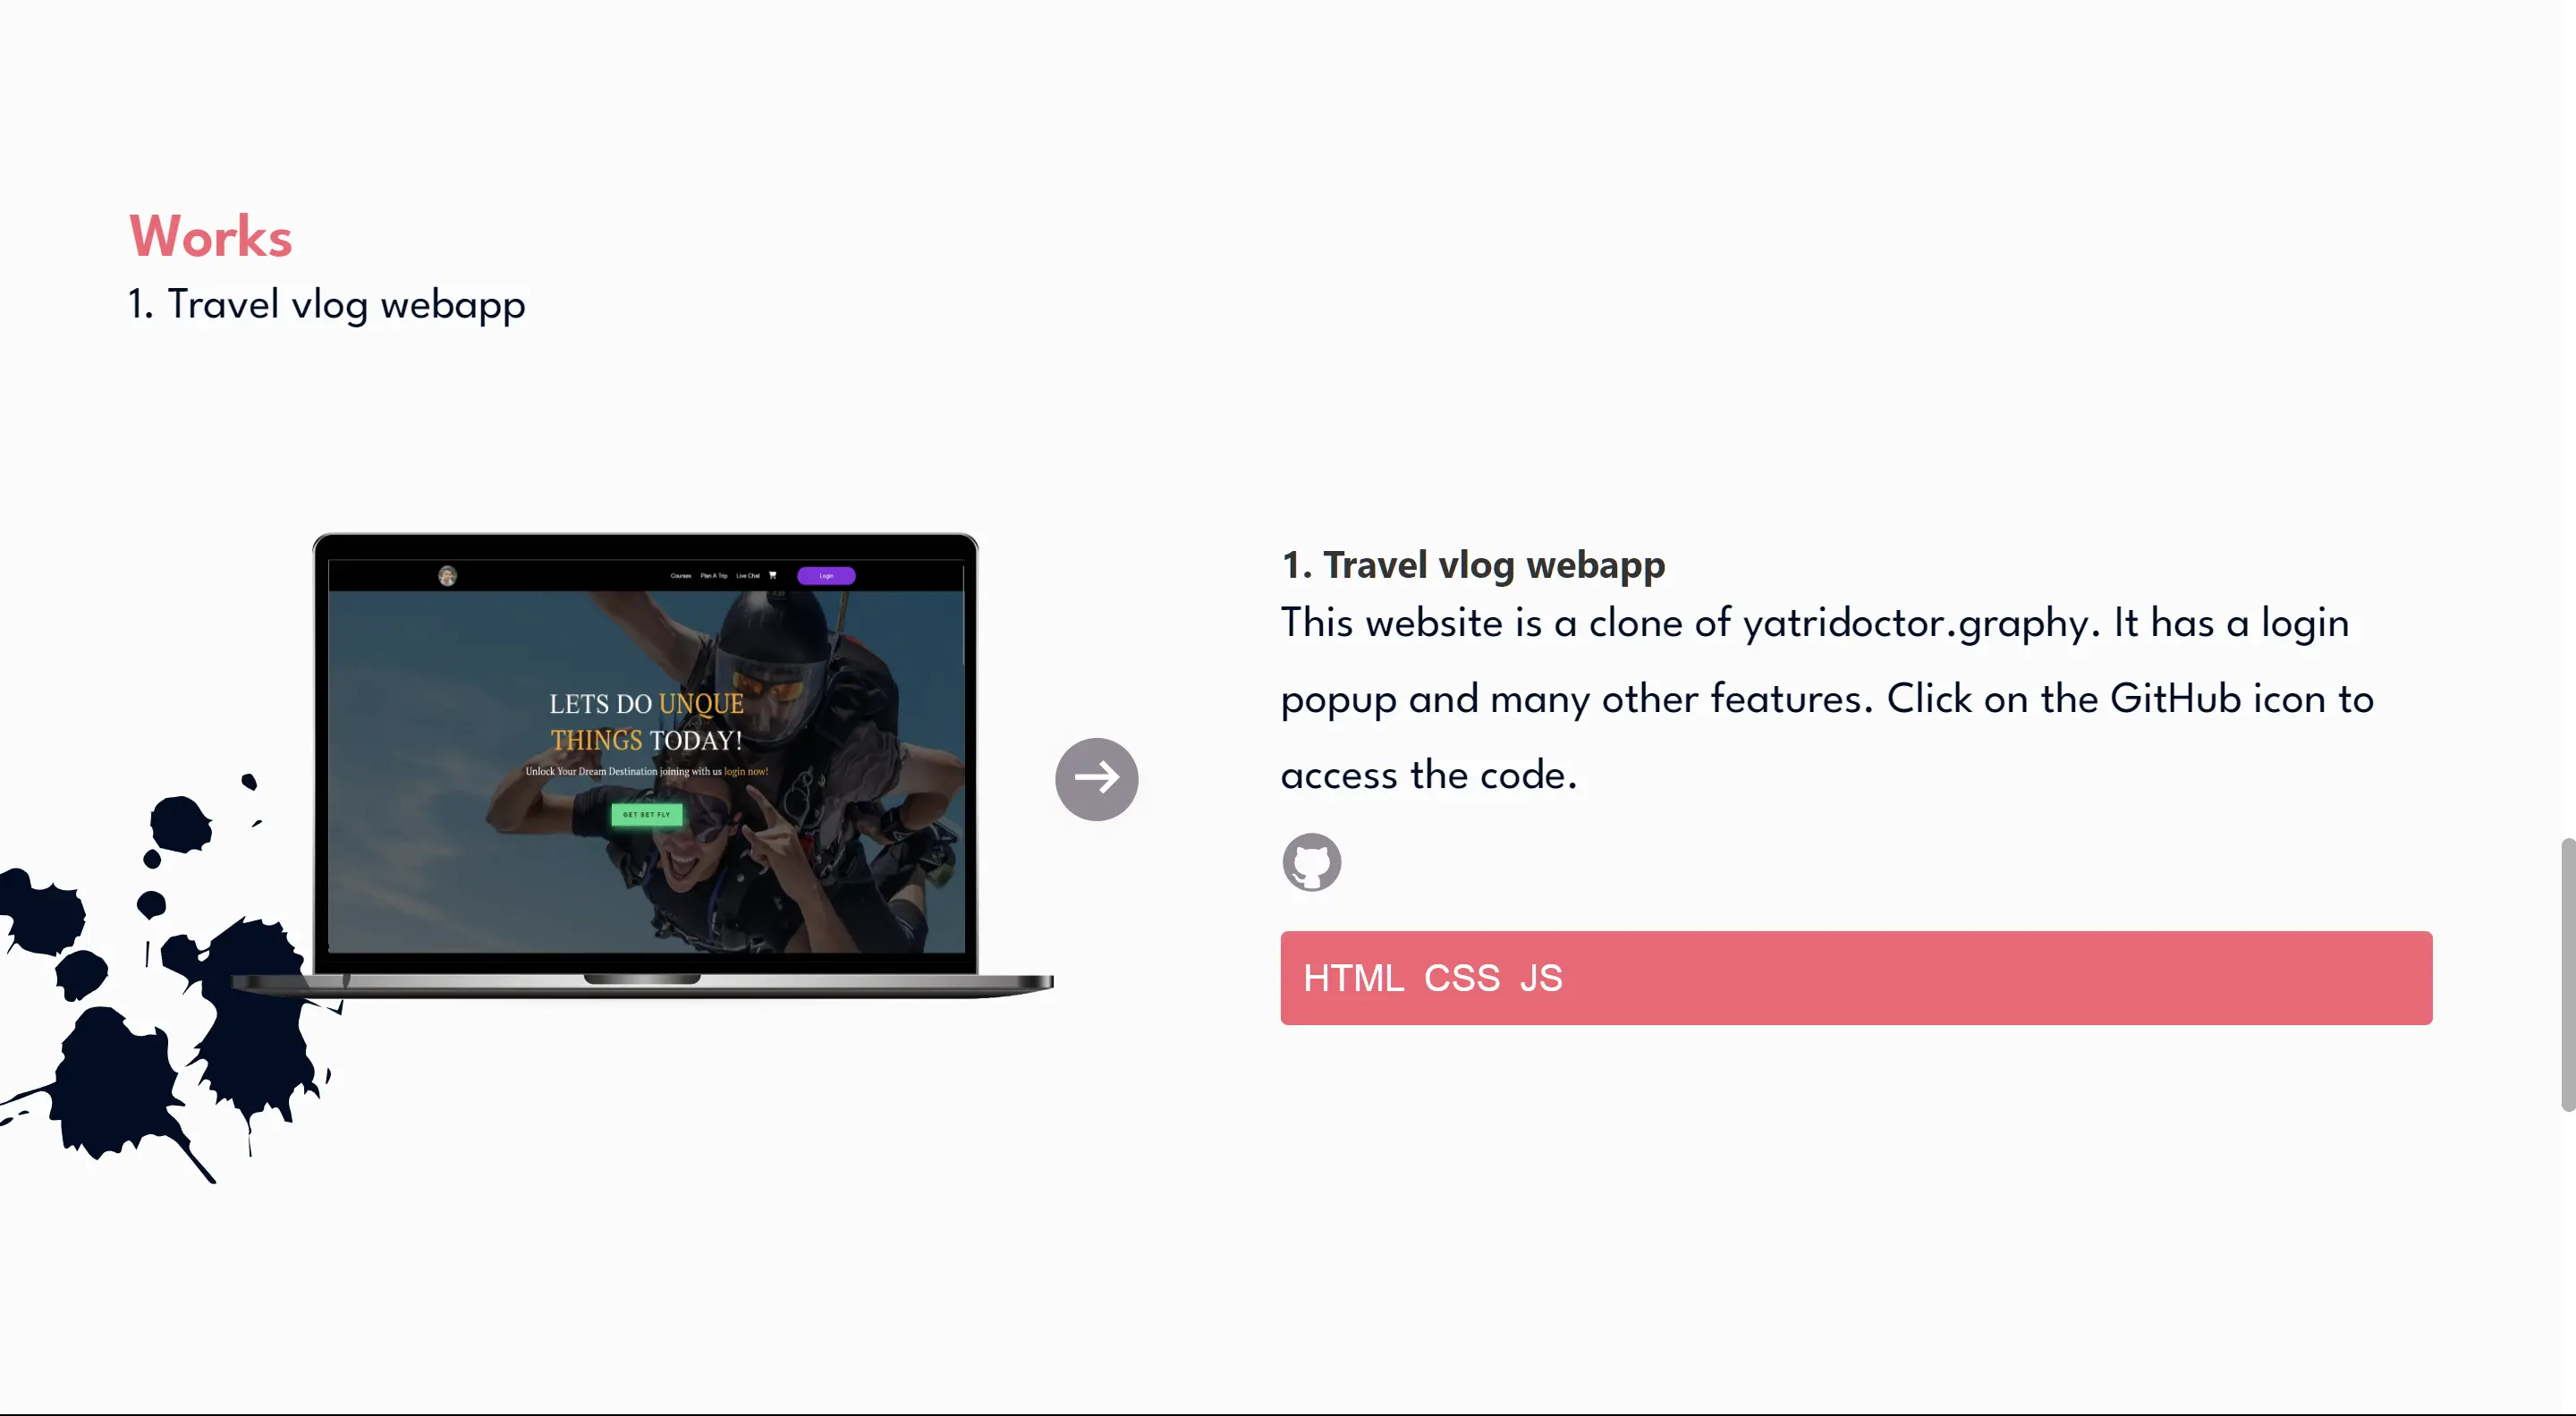 Works
1. Travel vlog webapp
Courses Plan A Trip Live Chat Login
LETS DO UNQUE
THINGS TODAY!
Unlock Your Dream Destination joining with us login now!
GET SET FLY
1. Travel vlog webapp
This website is a clone of yatridoctor.graphy. It has a login
popup and many other features. Click on the GitHub icon to
access the code.
HTML CSS JS